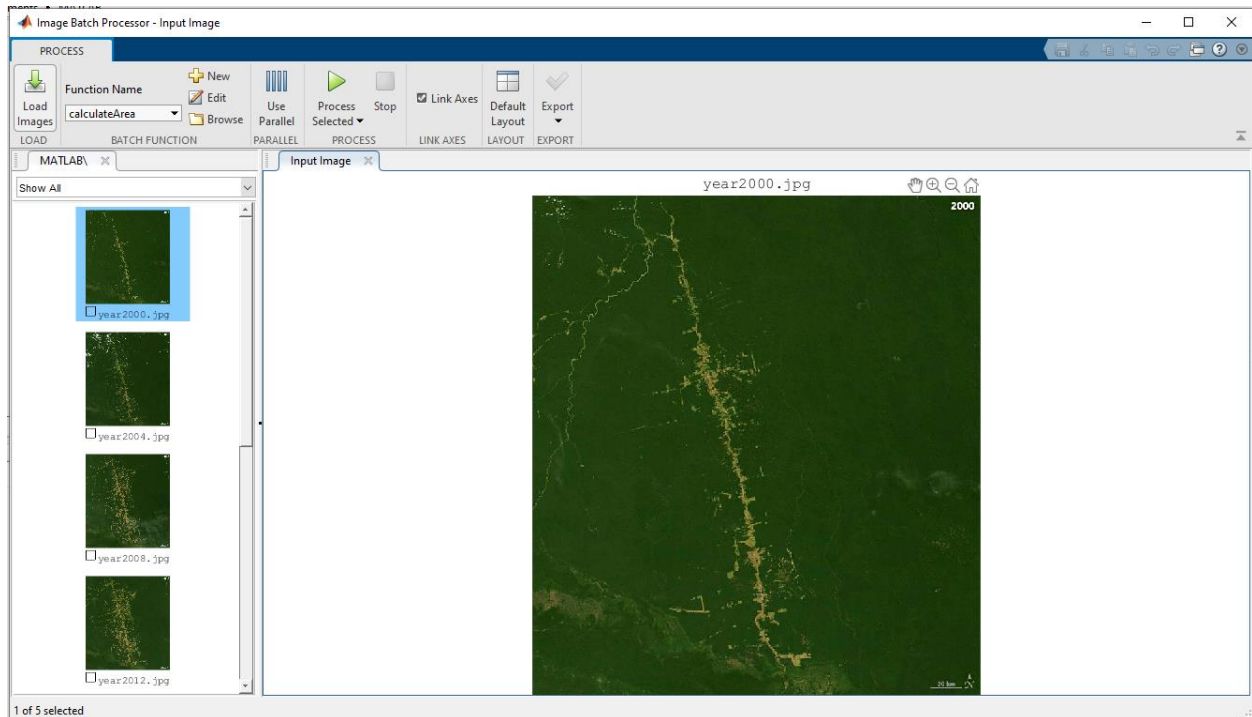 Image Batch Processor - Input Image
PROCESS
Load Images
LOAD
Function Name
calculateArea
New
Edit
Browse
BATCH FUNCTION
Use Parallel
PARALLEL
Process Selected
Stop
PROCESS
Link Axes
LINK AXES
Default Layout
LAYOUT
Export
EXPORT
MATLAB\
Show All
year2000.jpg
year2004.jpg
year2008.jpg
year2012.jpg
Input Image
year2000.jpg
2000
20 km
N
1 of 5 selected